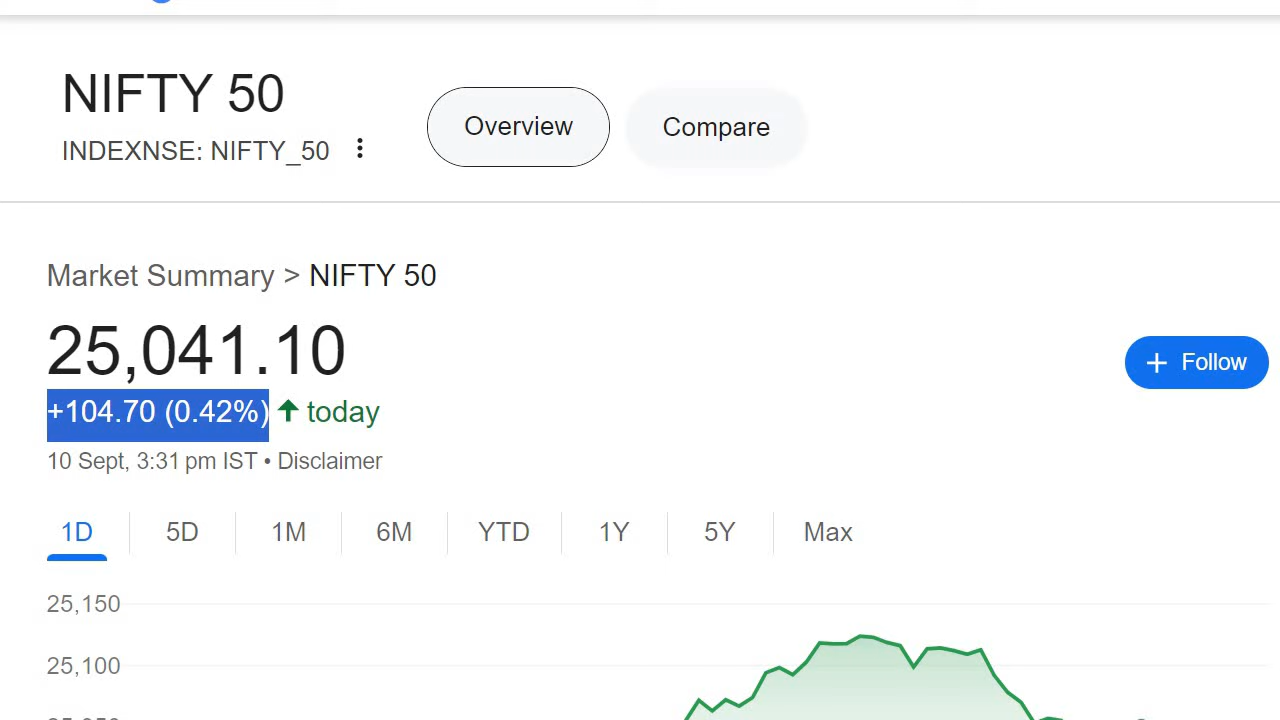 NIFTY 50
INDEXNSE: NIFTY_50
Overview
Compare
Market Summary > NIFTY 50
25,041.10
+104.70 (0.42%) today
Follow
10 Sept, 3:31 pm IST • Disclaimer
1D 5D 1M 6M YTD 1Y 5Y Max
25,150
25,100